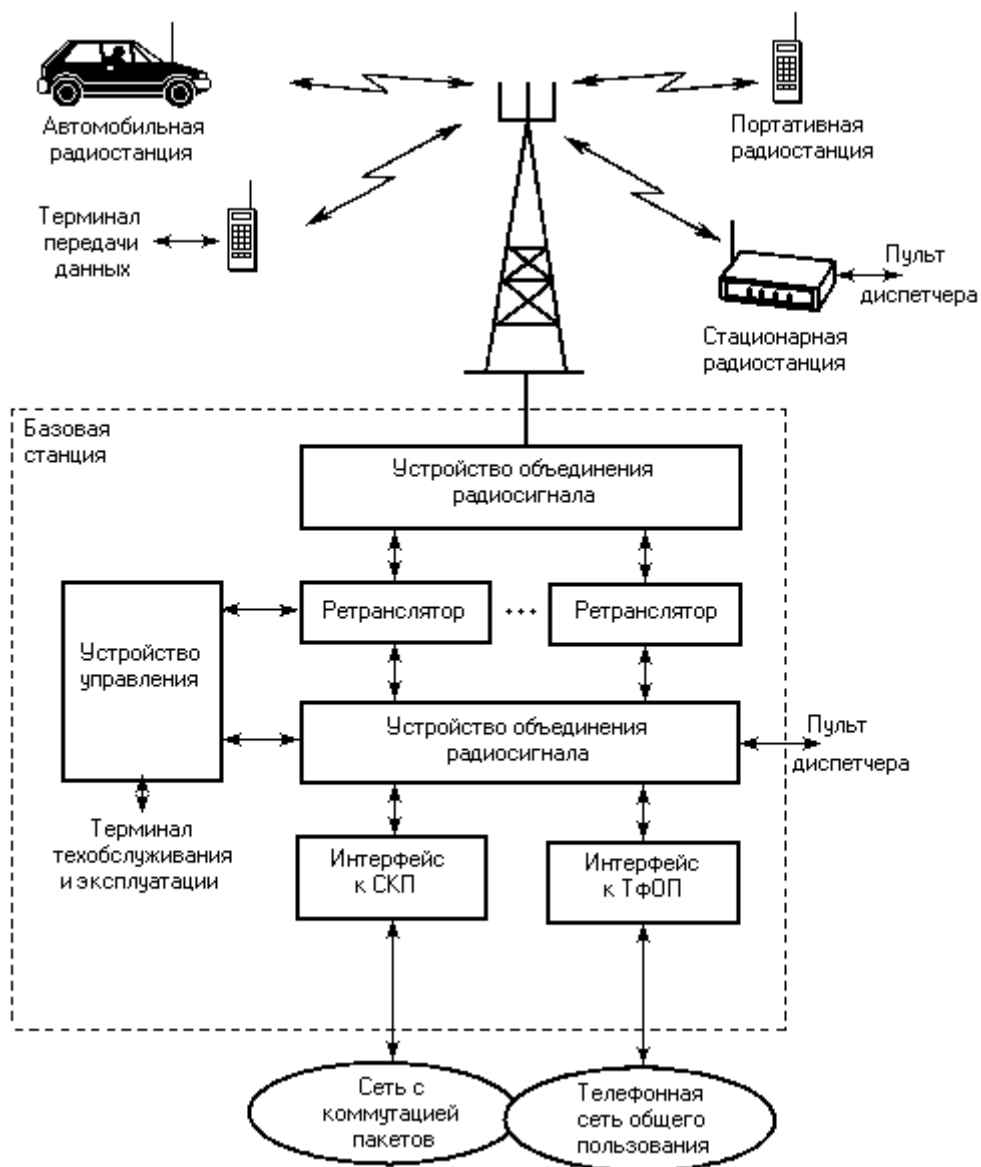 Автомобильная
радиостанция
Портативная
радиостанция
Терминал
передачи
данных
Пульт
диспетчера
Стационарная
радиостанция
Базовая
станция
Устройство объединения
радиосигнала
Ретранслятор
...
Ретранслятор
Устройство
управления
Устройство объединения
радиосигнала
Пульт
диспетчера
Терминал
техобслуживания
и эксплуатации
Интерфейс
к СКП
Интерфейс
к ТфОП
Сеть с
коммутацией
пакетов
Телефонная
сеть общего
пользования